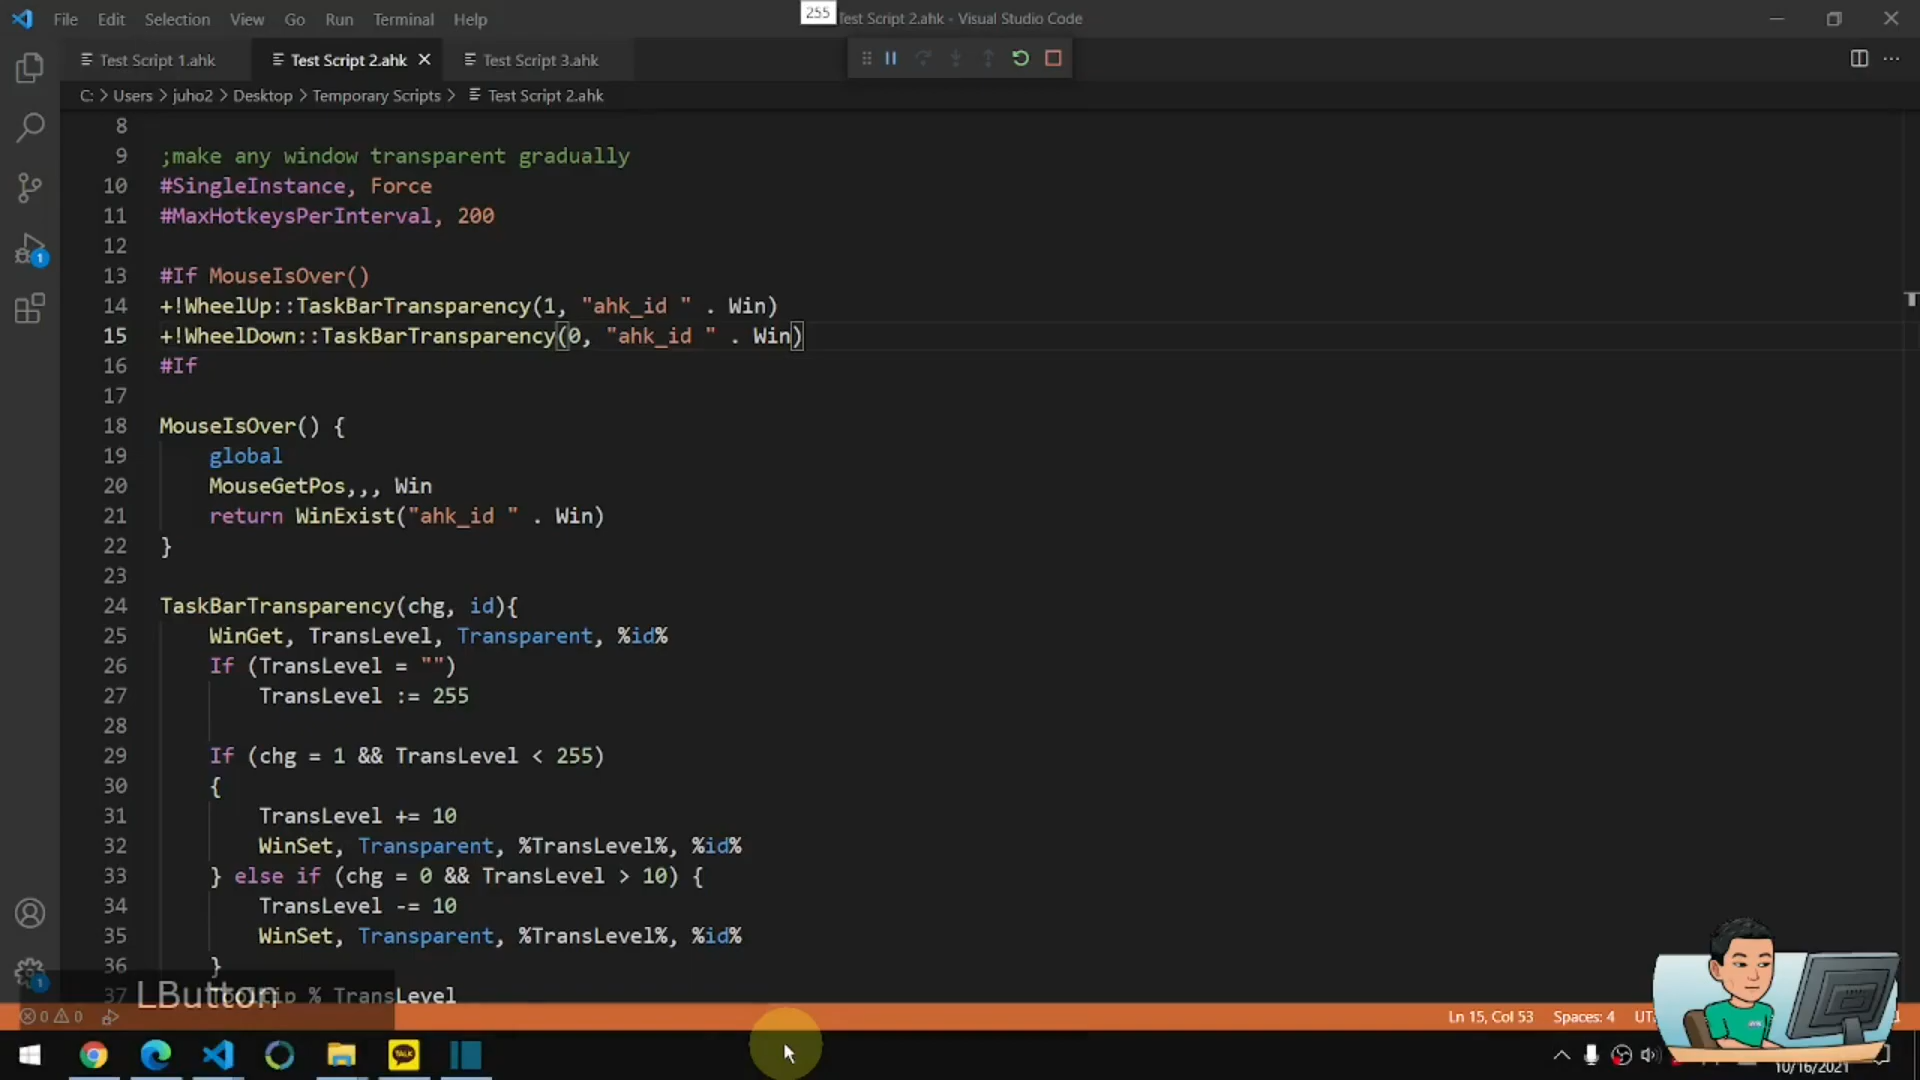 File Edit Selection View Go Run Terminal Help
255
Test Script 2.ahk - Visual Studio Code
Test Script 1.ahk
Test Script 2.ahk
Test Script 3.ahk
C: > Users > juho2 > Desktop > Temporary Scripts > Test Script 2.ahk
8
9 ;make any window transparent gradually
10 #SingleInstance, Force
11 #MaxHotkeysPerInterval, 200
12
13 #If MouseIsOver()
14 +!WheelUp::TaskBarTransparency(1, "ahk_id " . Win)
15 +!WheelDown::TaskBarTransparency(0, "ahk_id " . Win)
16 #If
17
18 MouseIsOver() {
19 global
20 MouseGetPos,,, Win
21 return WinExist("ahk_id " . Win)
22 }
23
24 TaskBarTransparency(chg, id){
25 WinGet, TransLevel, Transparent, %id%
26 If (TransLevel = "")
27 TransLevel := 255
28
29 If (chg = 1 && TransLevel < 255)
30 {
31 TransLevel += 10
32 WinSet, Transparent, %TransLevel%, %id%
33 } else if (chg = 0 && TransLevel > 10) {
34 TransLevel -= 10
35 WinSet, Transparent, %TransLevel%, %id%
36 }
37 % TransLevel
LButton
1
1
0 0
Ln 15, Col 53 Spaces: 4
TALK
10/16/2021